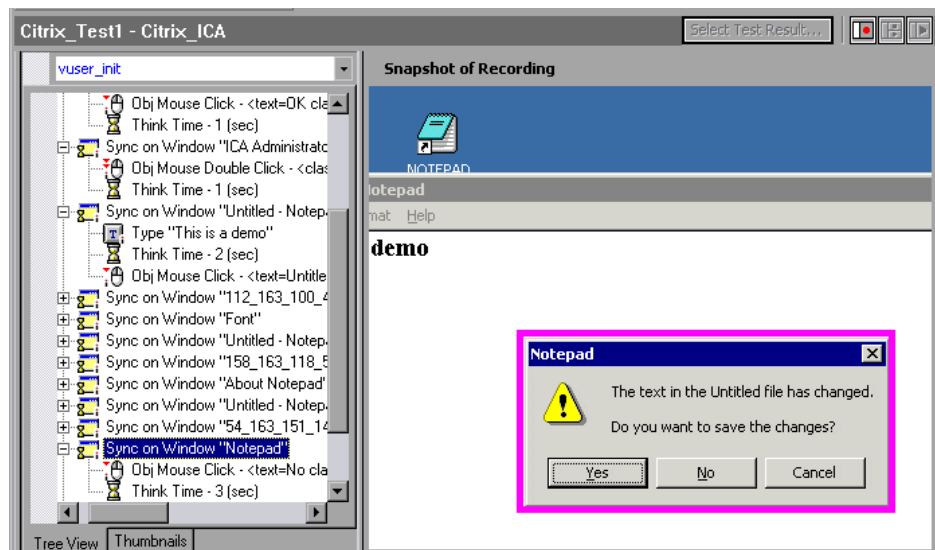 Citrix_Test1 - Citrix_ICA
Select Test Result...
vuser_init
Snapshot of Recording
Obj Mouse Click - <text=OK cla
Think Time - 1 (sec)
Sync on Window "ICA Administrato
Obj Mouse Double Click - <clas
Think Time - 1 (sec)
Sync on Window "Untitled - Notep
Type "This is a demo"
Think Time - 2 (sec)
Obj Mouse Click - <text=Untitle
Sync on Window "112_163_100_4
Sync on Window "Font"
Sync on Window "Untitled - Notep
Sync on Window "158_163_118_5
Sync on Window "About Notepad"
Sync on Window "Untitled - Notep
Sync on Window "54_163_151_14
Sync on Window "Notepad"
Obj Mouse Click - <text=No cla
Think Time - 3 (sec)
Tree View
Thumbnails
NOTEPAD
lotepad
mat Help
demo
Notepad
The text in the Untitled file has changed.
Do you want to save the changes?
Yes
No
Cancel